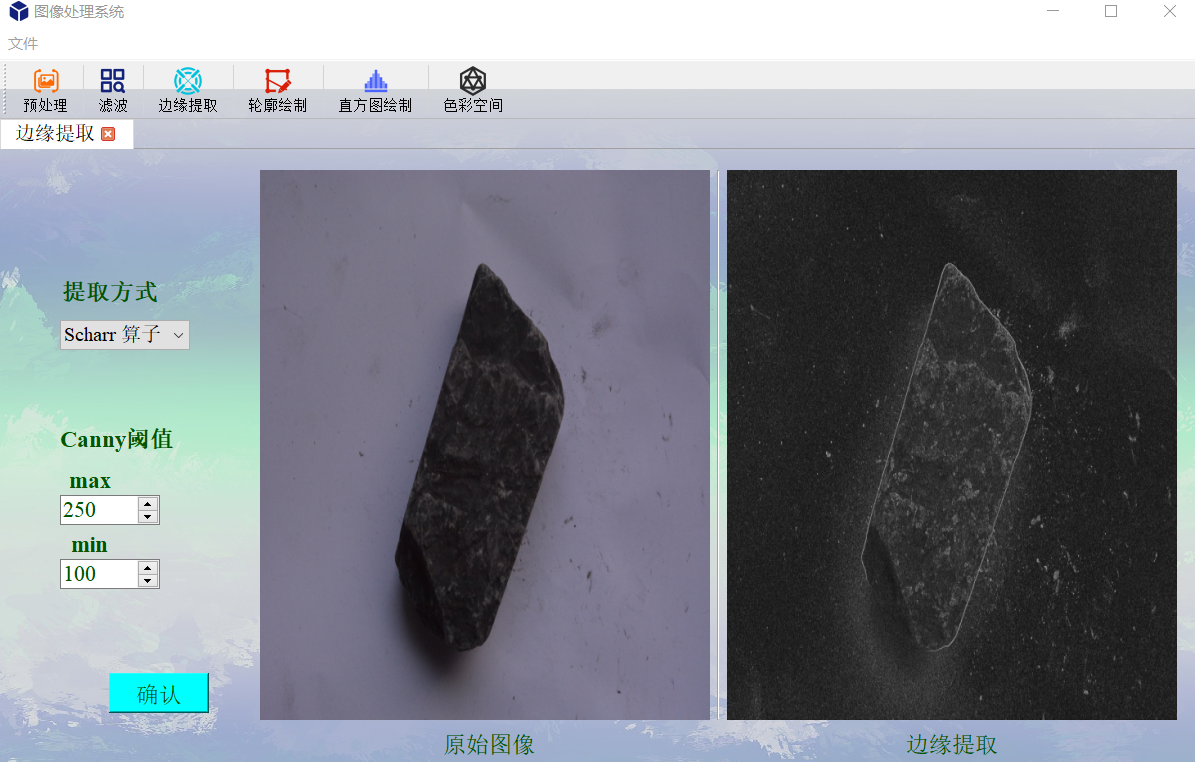 图像处理系统
文件
预处理 滤波 边缘提取 轮廓绘制 直方图绘制 色彩空间
边缘提取
提取方式
Scharr 算子
Canny阈值
max
250
min
100
确认
原始图像 边缘提取